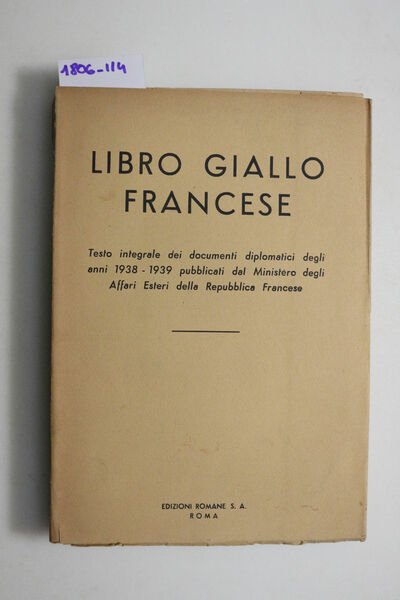 1806-114
LIBRO GIALLO
FRANCESE
Testo integrale dei documenti diplomatici degli
anni 1938 - 1939 pubblicati dal Ministero degli
Affari Esteri della Repubblica Francese
EDIZIONI ROMANE S. A.
ROMA